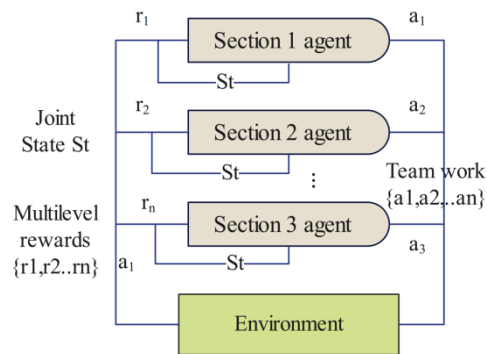 r1
Section 1 agent
a1
St
r2
Section 2 agent
a2
Joint
State St
St
⋮
Team work
{a1,a2,..an}
Multilevel
rewards
{r1,r2..rn}
rn
Section 3 agent
a3
St
a1
Environment